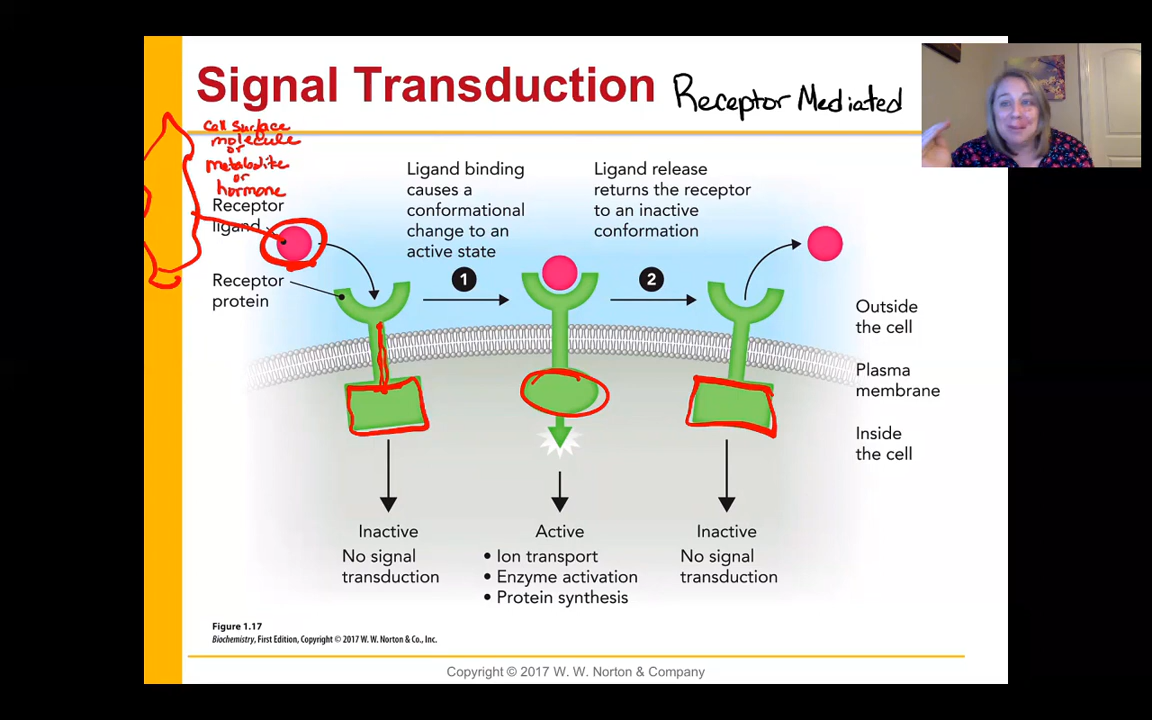 Signal Transduction Receptor Mediated
Cell Surface
molecule
or
metabolite
or
hormone
Receptor
ligand
Receptor
protein
Ligand binding
causes a
conformational
change to an
active state
1
Ligand release
returns the receptor
to an inactive
conformation
2
Outside
the cell
Plasma
membrane
Inside
the cell
Inactive
No signal
transduction
Active
• Ion transport
• Enzyme activation
• Protein synthesis
Inactive
No signal
transduction
Figure 1.17
Biochemistry, First Edition, Copyright © 2017 W. W. Norton & Co., Inc.
Copyright © 2017 W. W. Norton & Company